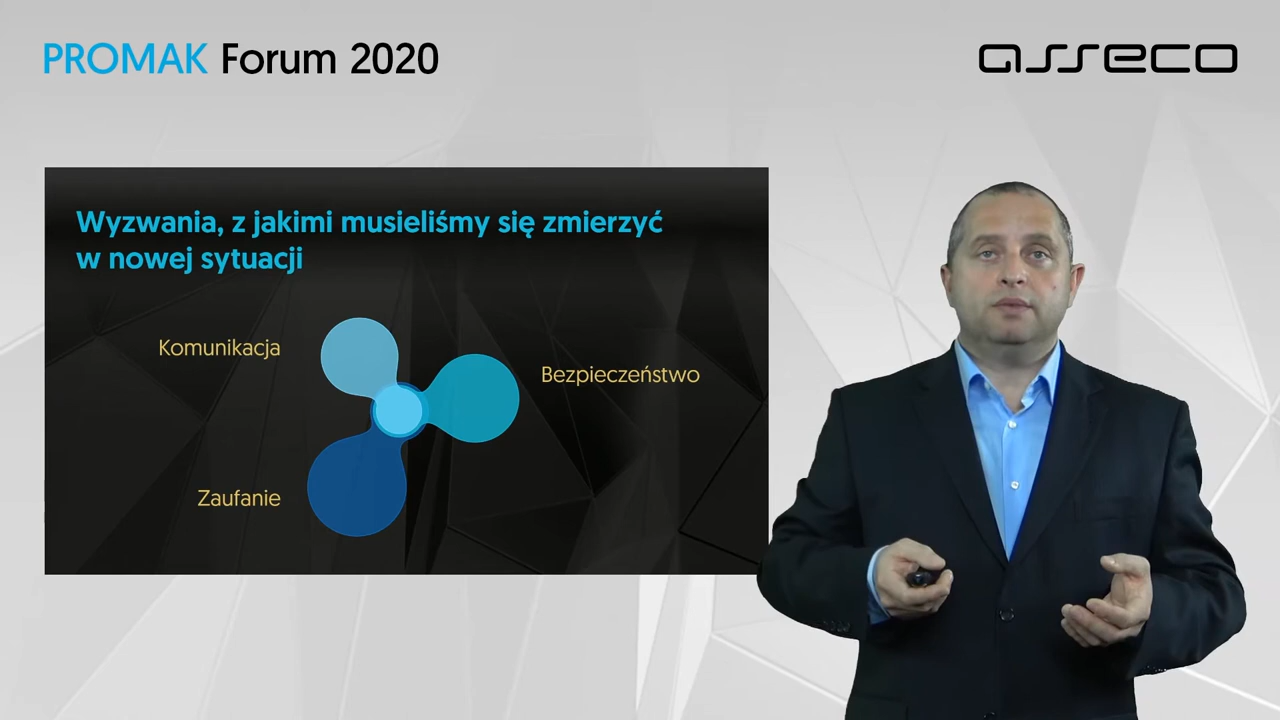 PROMAK Forum 2020
asseco
Wyzwania, z jakimi musieliśmy się zmierzyć
w nowej sytuacji
Komunikacja
Bezpieczeństwo
Zaufanie